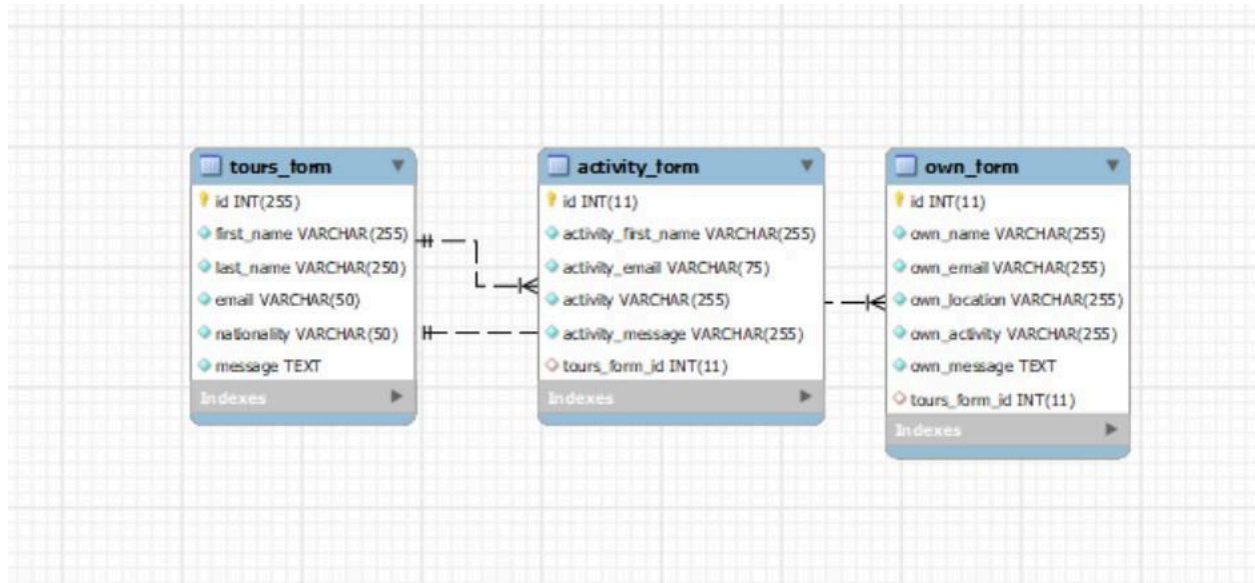 tours_form
id INT(255)
first_name VARCHAR(255)
last_name VARCHAR(250)
email VARCHAR(50)
nationality VARCHAR(50)
message TEXT
Indexes
activity_form
id INT(11)
activity_first_name VARCHAR(255)
activity_email VARCHAR(75)
activity VARCHAR(255)
activity_message VARCHAR(255)
tours_form_id INT(11)
Indexes
own_form
id INT(11)
own_name VARCHAR(255)
own_email VARCHAR(255)
own_location VARCHAR(255)
own_activity VARCHAR(255)
own_message TEXT
tours_form_id INT(11)
Indexes